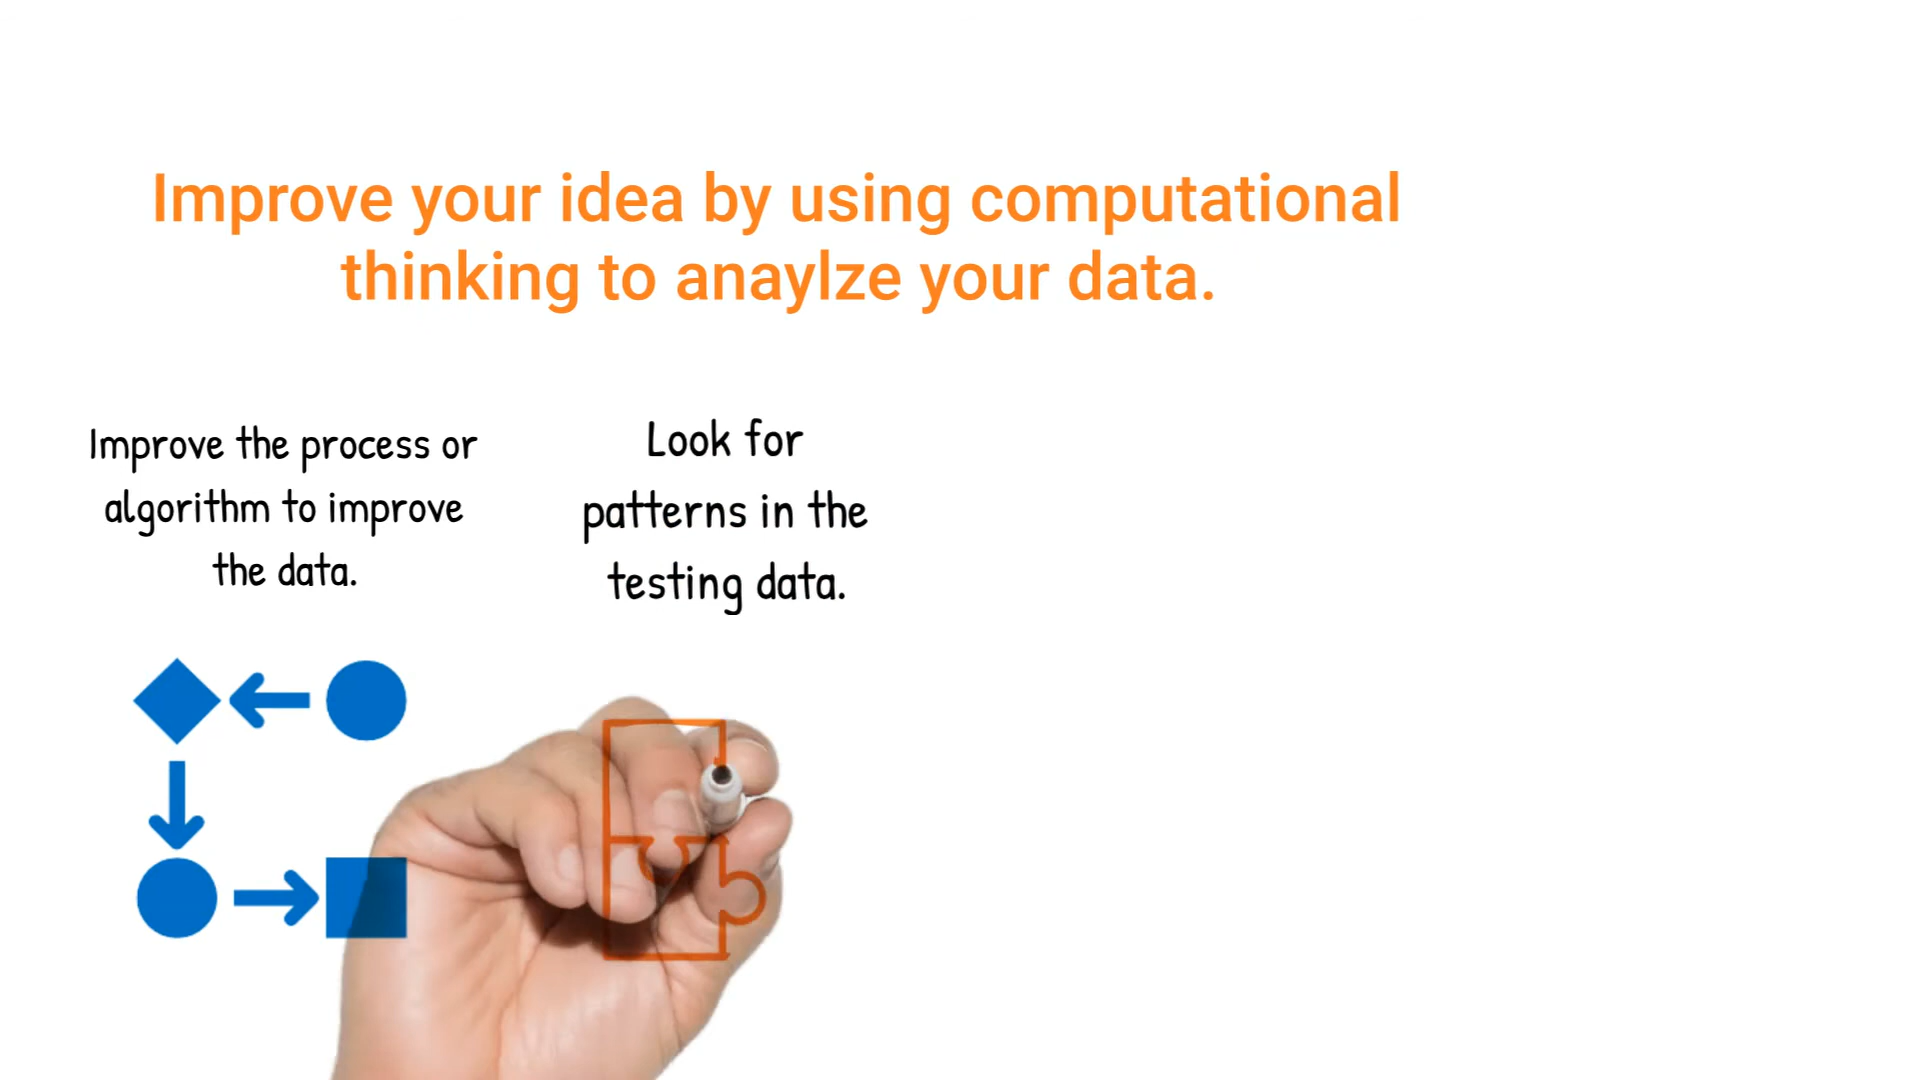 Improve your idea by using computational
thinking to anaylze your data.
Improve the process or
algorithm to improve
the data.
Look for
patterns in the
testing data.